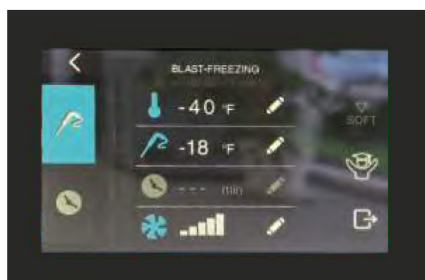 BLAST-FREEZING
-40 °F
-18 °F
SOFT
--- min